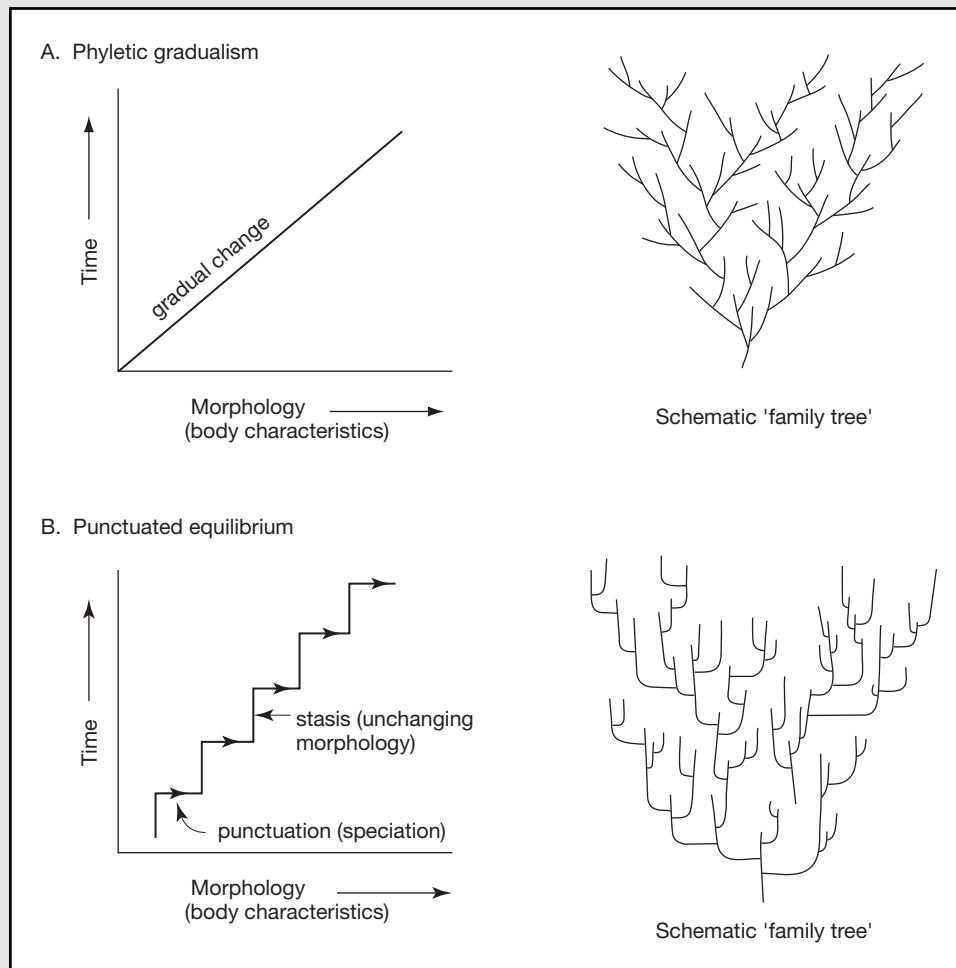 A. Phyletic gradualism
Time
gradual change
Morphology
(body characteristics)
Schematic 'family tree'
B. Punctuated equilibrium
Time
stasis (unchanging
morphology)
punctuation (speciation)
Morphology
(body characteristics)
Schematic 'family tree'